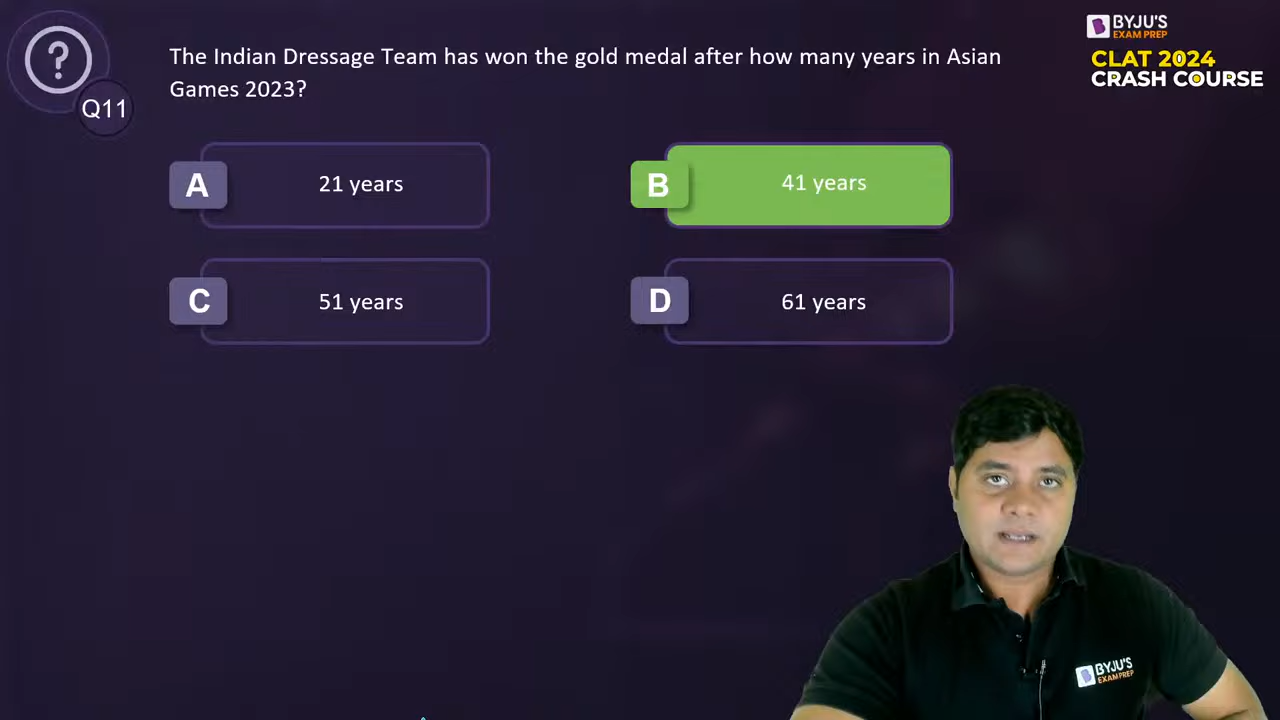 ?
Q11
The Indian Dressage Team has won the gold medal after how many years in Asian
Games 2023?
BYJU'S
EXAM PREP
CLAT 2024
CRASH COURSE
A
21 years
B
41 years
C
51 years
D
61 years
BYJU'S
EXAM PREP